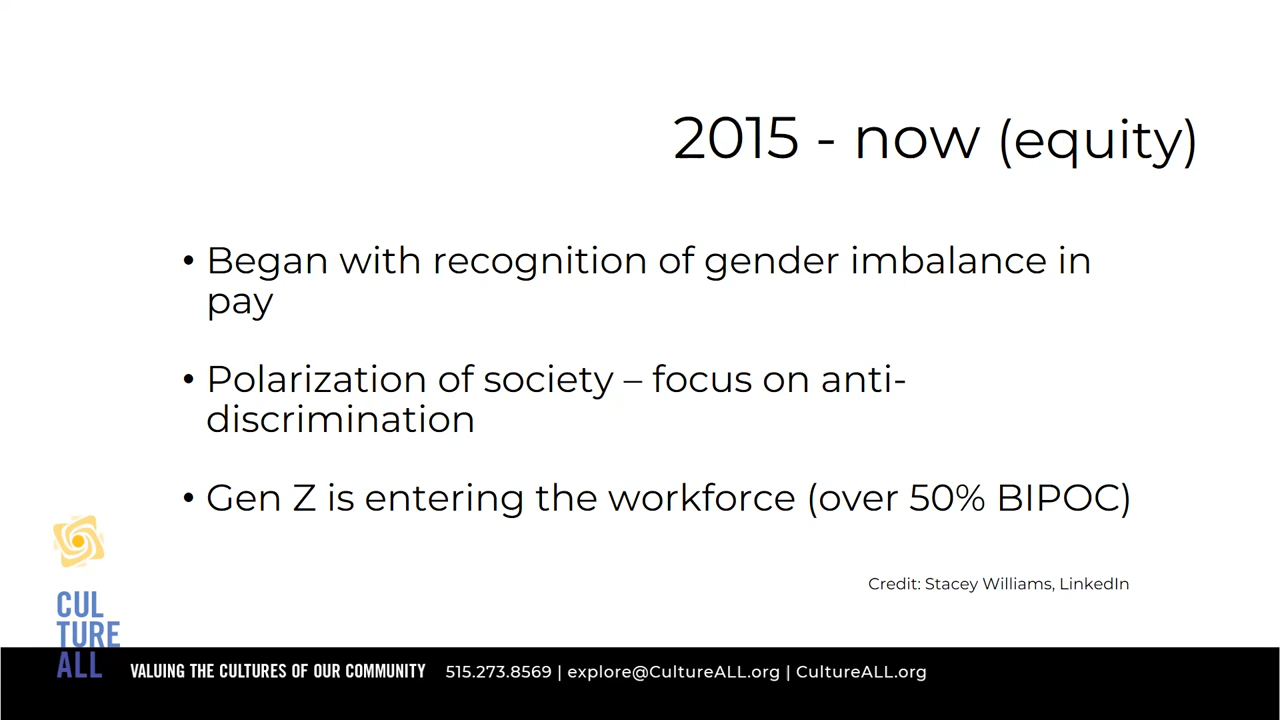 2015 - now (equity)
• Began with recognition of gender imbalance in
pay
• Polarization of society – focus on anti-
discrimination
• Gen Z is entering the workforce (over 50% BIPOC)
Credit: Stacey Williams, LinkedIn
CUL
TURE
ALL
VALUING THE CULTURES OF OUR COMMUNITY 515.273.8569 | explore@CultureALL.org | CultureALL.org